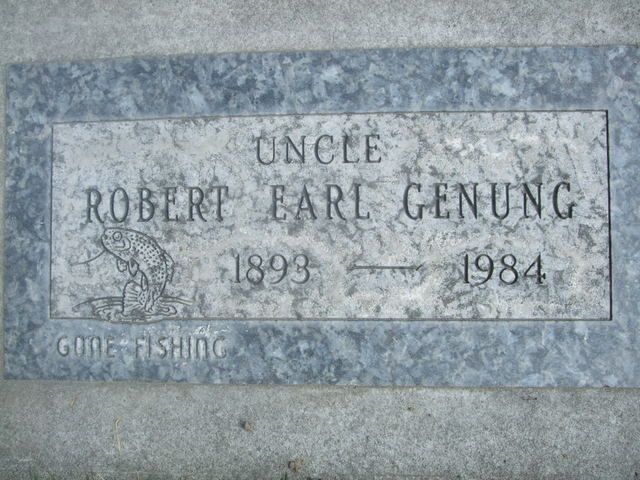 UNCLE
ROBERT EARL GENUNG
1893 — 1984
GONE FISHING